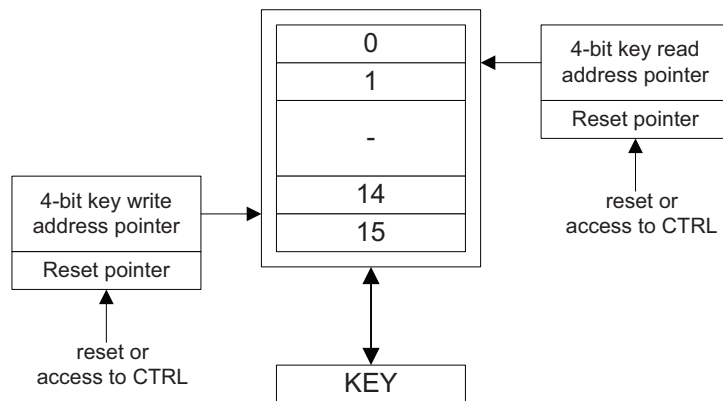 0
1
-
14
15
4-bit key read
address pointer
Reset pointer
reset or
access to CTRL
4-bit key write
address pointer
Reset pointer
reset or
access to CTRL
KEY